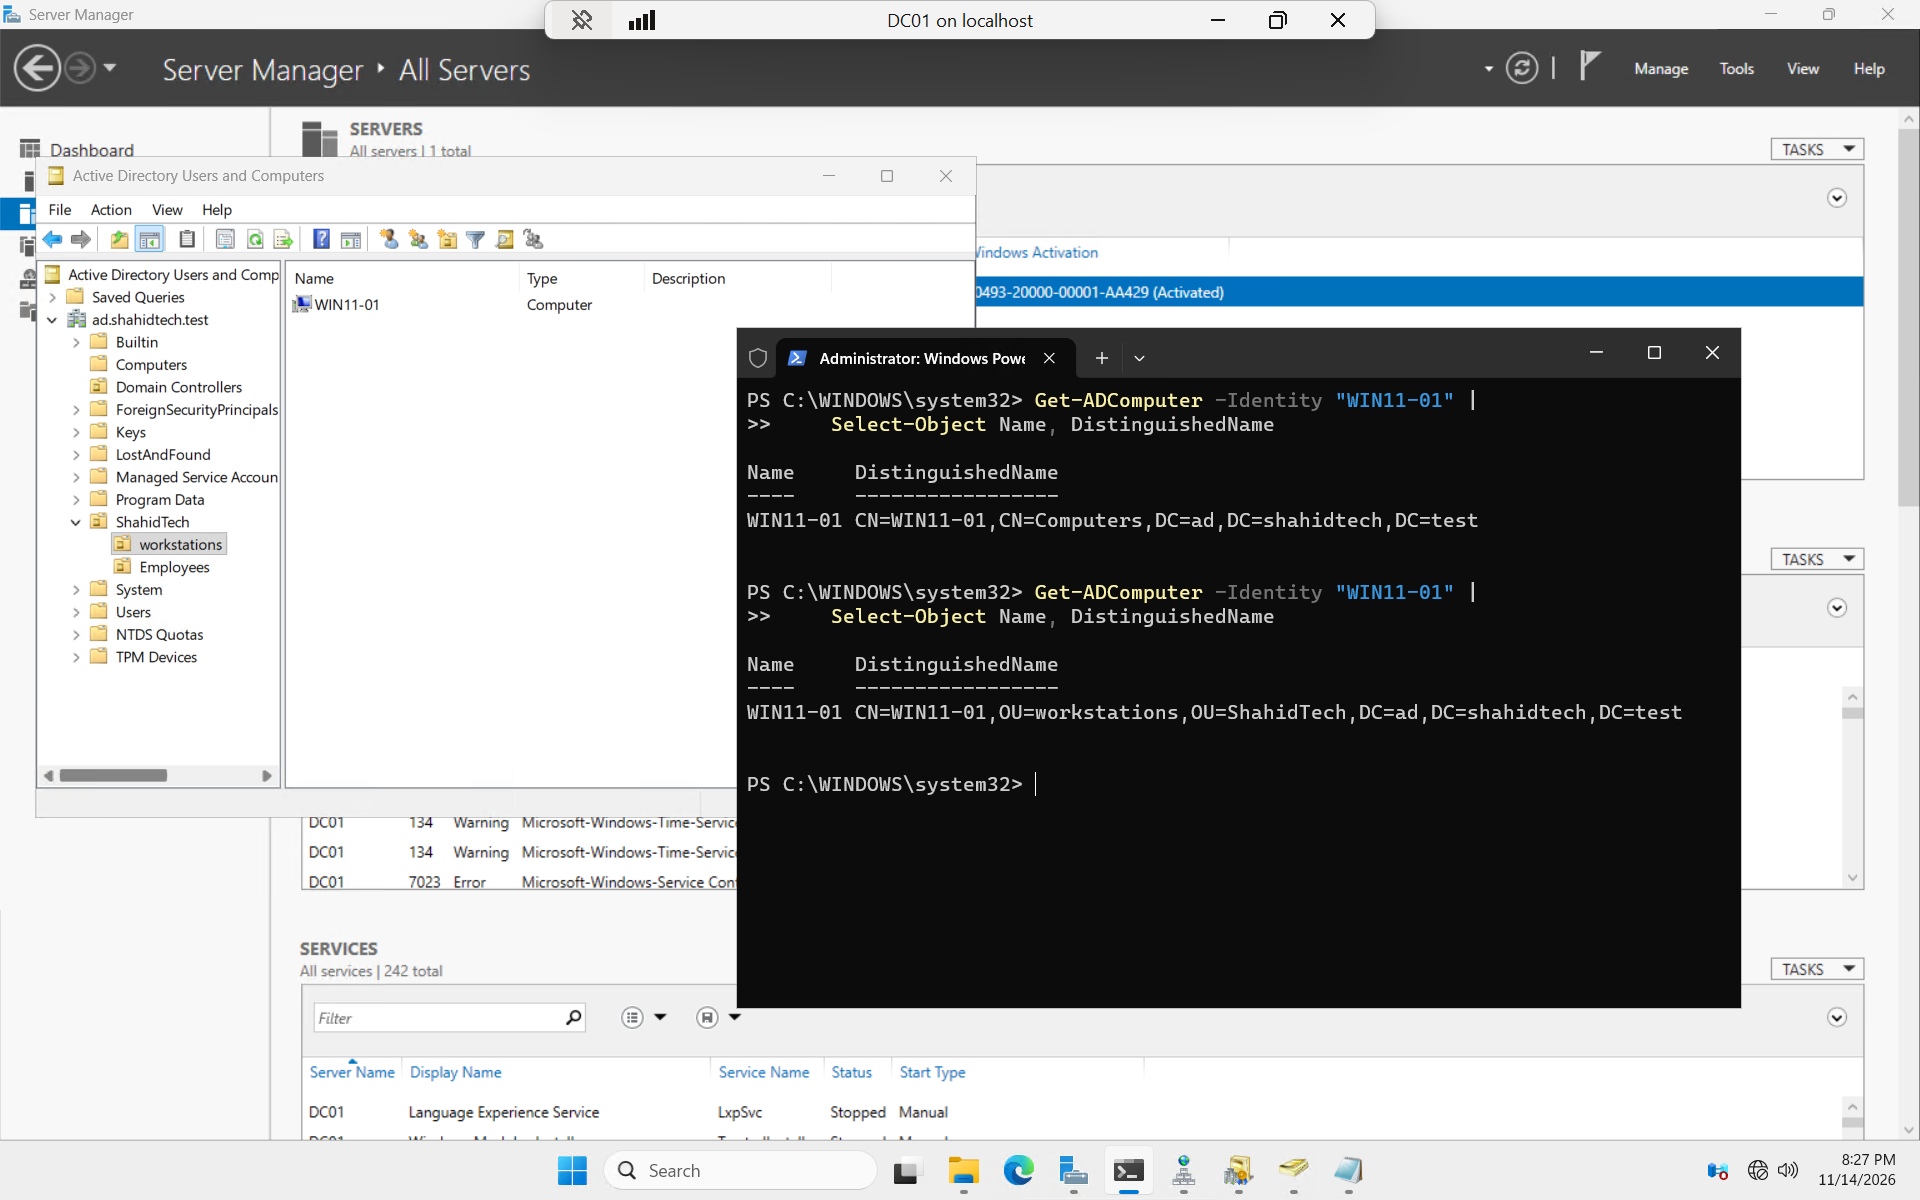 Server Manager
DC01 on localhost
Server Manager ‣ All Servers
Manage Tools View Help
Dashboard
SERVERS
All servers | 1 total
TASKS
Active Directory Users and Computers
File Action View Help
Windows Activation
0493-20000-00001-AA429 (Activated)
Active Directory Users and Comp
Saved Queries
ad.shahidtech.test
Builtin
Computers
Domain Controllers
ForeignSecurityPrincipals
Keys
LostAndFound
Managed Service Accoun
Program Data
ShahidTech
workstations
Employees
System
Users
NTDS Quotas
TPM Devices
Name Type Description
WIN11-01 Computer
Administrator: Windows Powe
PS C:\WINDOWS\system32> Get-ADComputer -Identity "WIN11-01" |
>> Select-Object Name, DistinguishedName
Name DistinguishedName
---- -----------------
WIN11-01 CN=WIN11-01,CN=Computers,DC=ad,DC=shahidtech,DC=test
PS C:\WINDOWS\system32> Get-ADComputer -Identity "WIN11-01" |
>> Select-Object Name, DistinguishedName
Name DistinguishedName
---- -----------------
WIN11-01 CN=WIN11-01,OU=workstations,OU=ShahidTech,DC=ad,DC=shahidtech,DC=test
PS C:\WINDOWS\system32>
TASKS
DC01 134 Warning Microsoft-Windows-Time-Service
DC01 134 Warning Microsoft-Windows-Time-Service
DC01 7023 Error Microsoft-Windows-Service Con
SERVICES
All services | 242 total
TASKS
Filter
Server Name Display Name Service Name Status Start Type
DC01 Language Experience Service LxpSvc Stopped Manual
Search
8:27 PM
11/14/2026